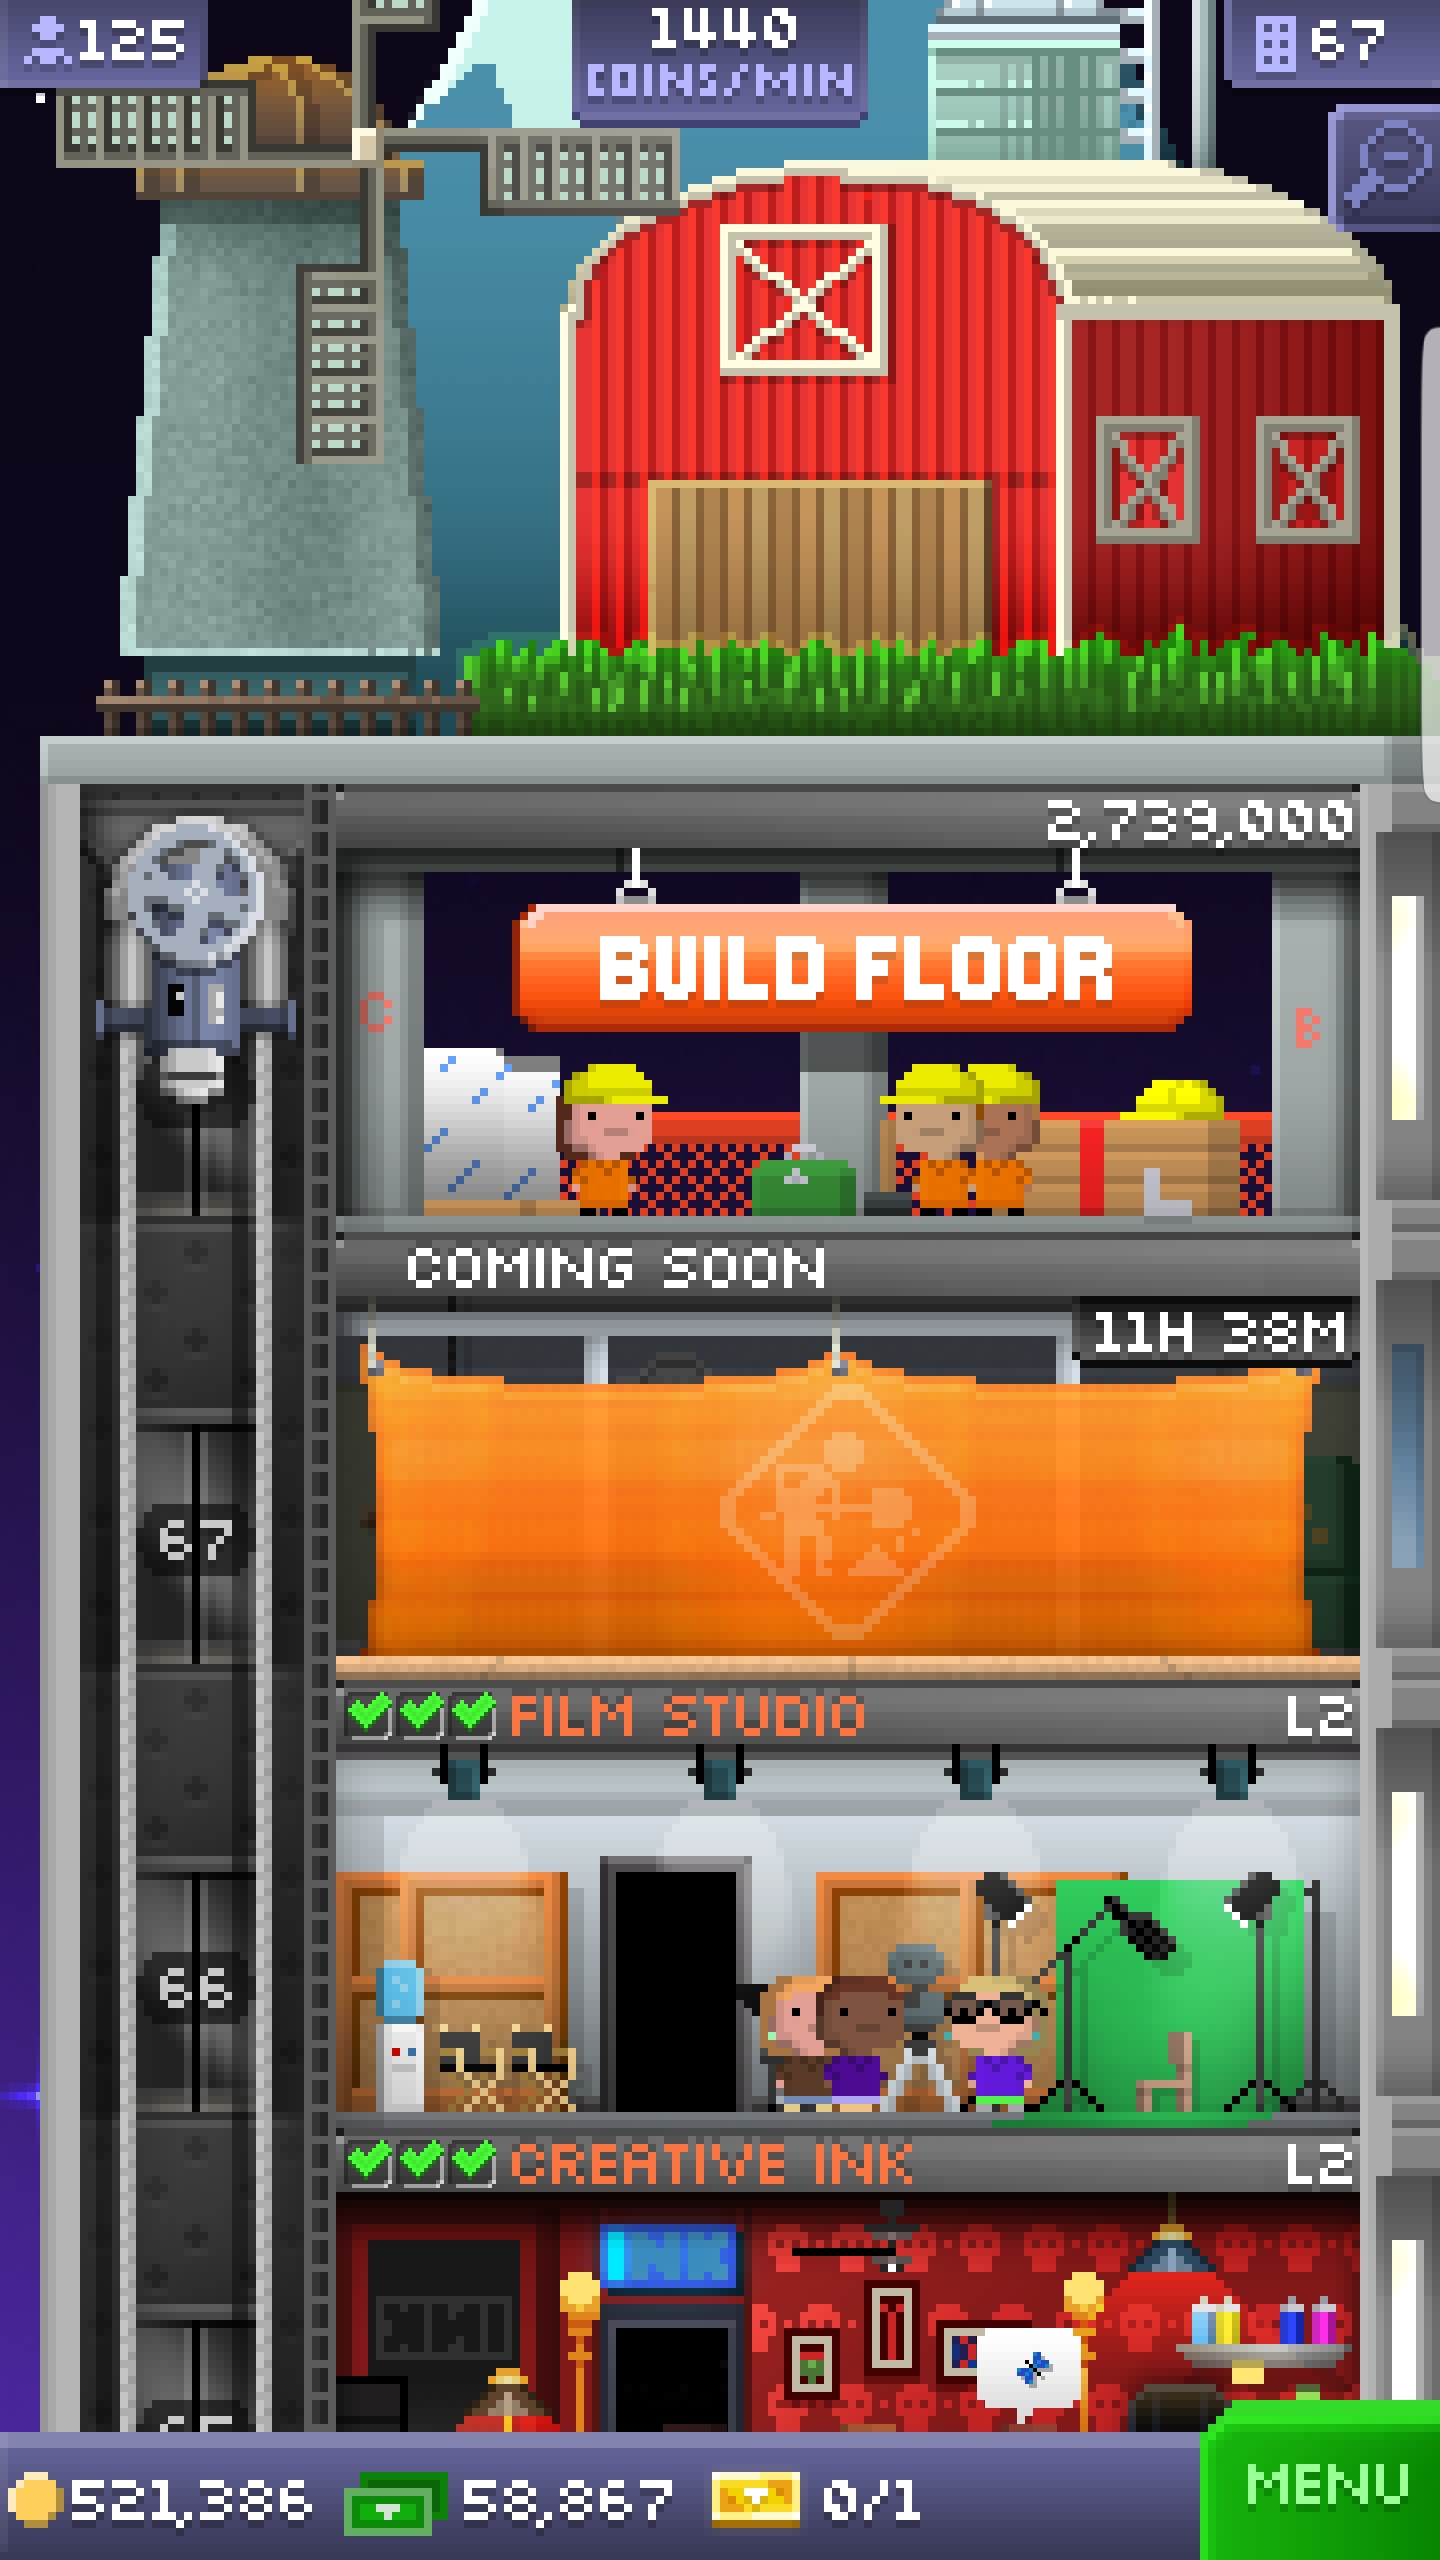 125
1440
COINS/MIN
67
2,739,000
BUILD FLOOR
C
B
L
COMING SOON
11H 38M
67
FILM STUDIO L2
66
CREATIVE INK L2
INK
INK
521,386 58,867 0/1
MENU